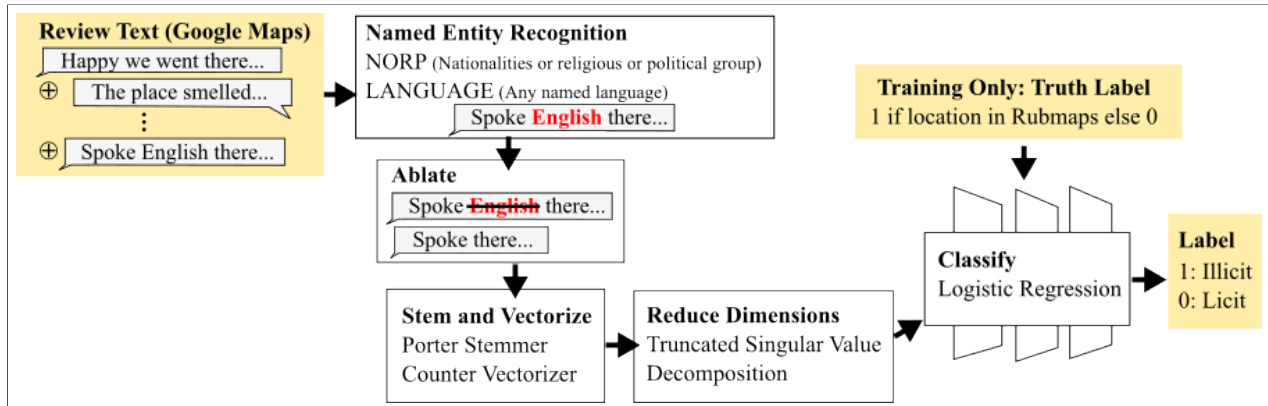 Review Text (Google Maps)
Happy we went there...
⊕ The place smelled...
⋮
⊕ Spoke English there...
Named Entity Recognition
NORP (Nationalities or religious or political group)
LANGUAGE (Any named language)
Spoke English there...
Ablate
Spoke English there...
Spoke there...
Stem and Vectorize
Porter Stemmer
Counter Vectorizer
Reduce Dimensions
Truncated Singular Value
Decomposition
Training Only: Truth Label
1 if location in Rubmaps else 0
Classify
Logistic Regression
Label
1: Illicit
0: Licit